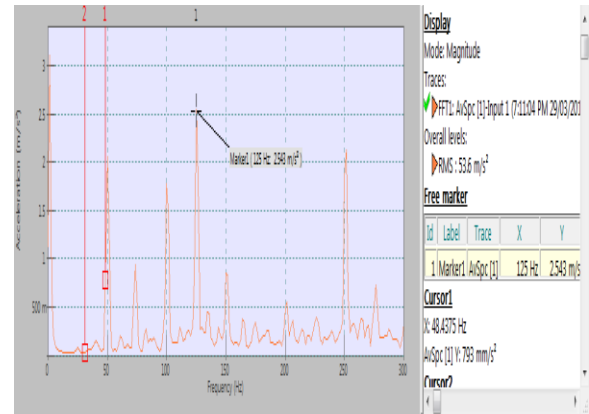 2 1 1
3
2.5
2
1.5
1
500 m
Acceleration (m/s²)
Marker1 ( 125 Hz 2.543 m/s² )
0 50 100 150 200 250 300
Frequency (Hz)
Display
Mode: Magnitude
Traces:
FFT1: AvSpc [1]-Input 1 (7:11:04 PM 29/03/201
Overall levels:
RMS : 53.6 m/s²
Free marker
Id Label Trace X Y
1 Marker1 AvSpc [1] 125 Hz 2.543 m/s
Cursor1
X: 48.4375 Hz
AvSpc [1] Y: 793 mm/s²
Cursor2